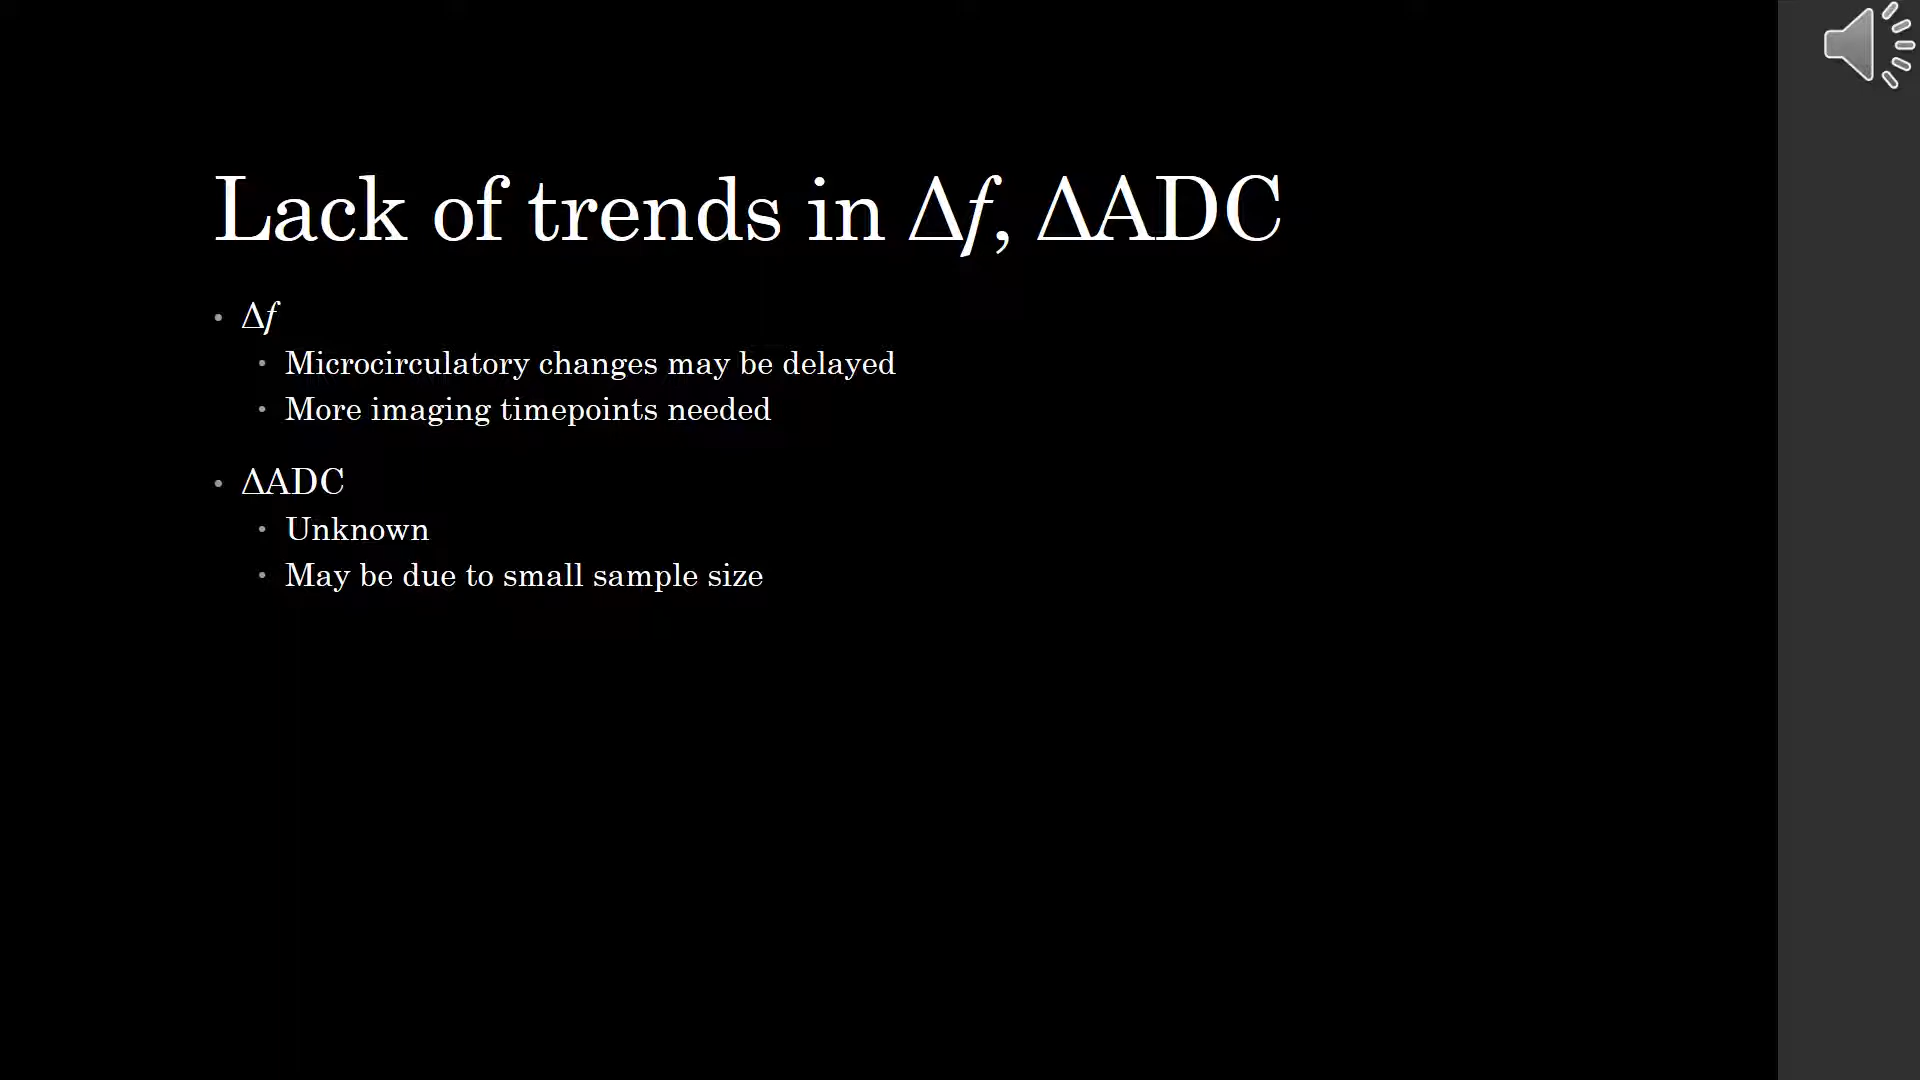 Lack of trends in Δf, ΔADC
• Δf
• Microcirculatory changes may be delayed
• More imaging timepoints needed
• ΔADC
• Unknown
• May be due to small sample size